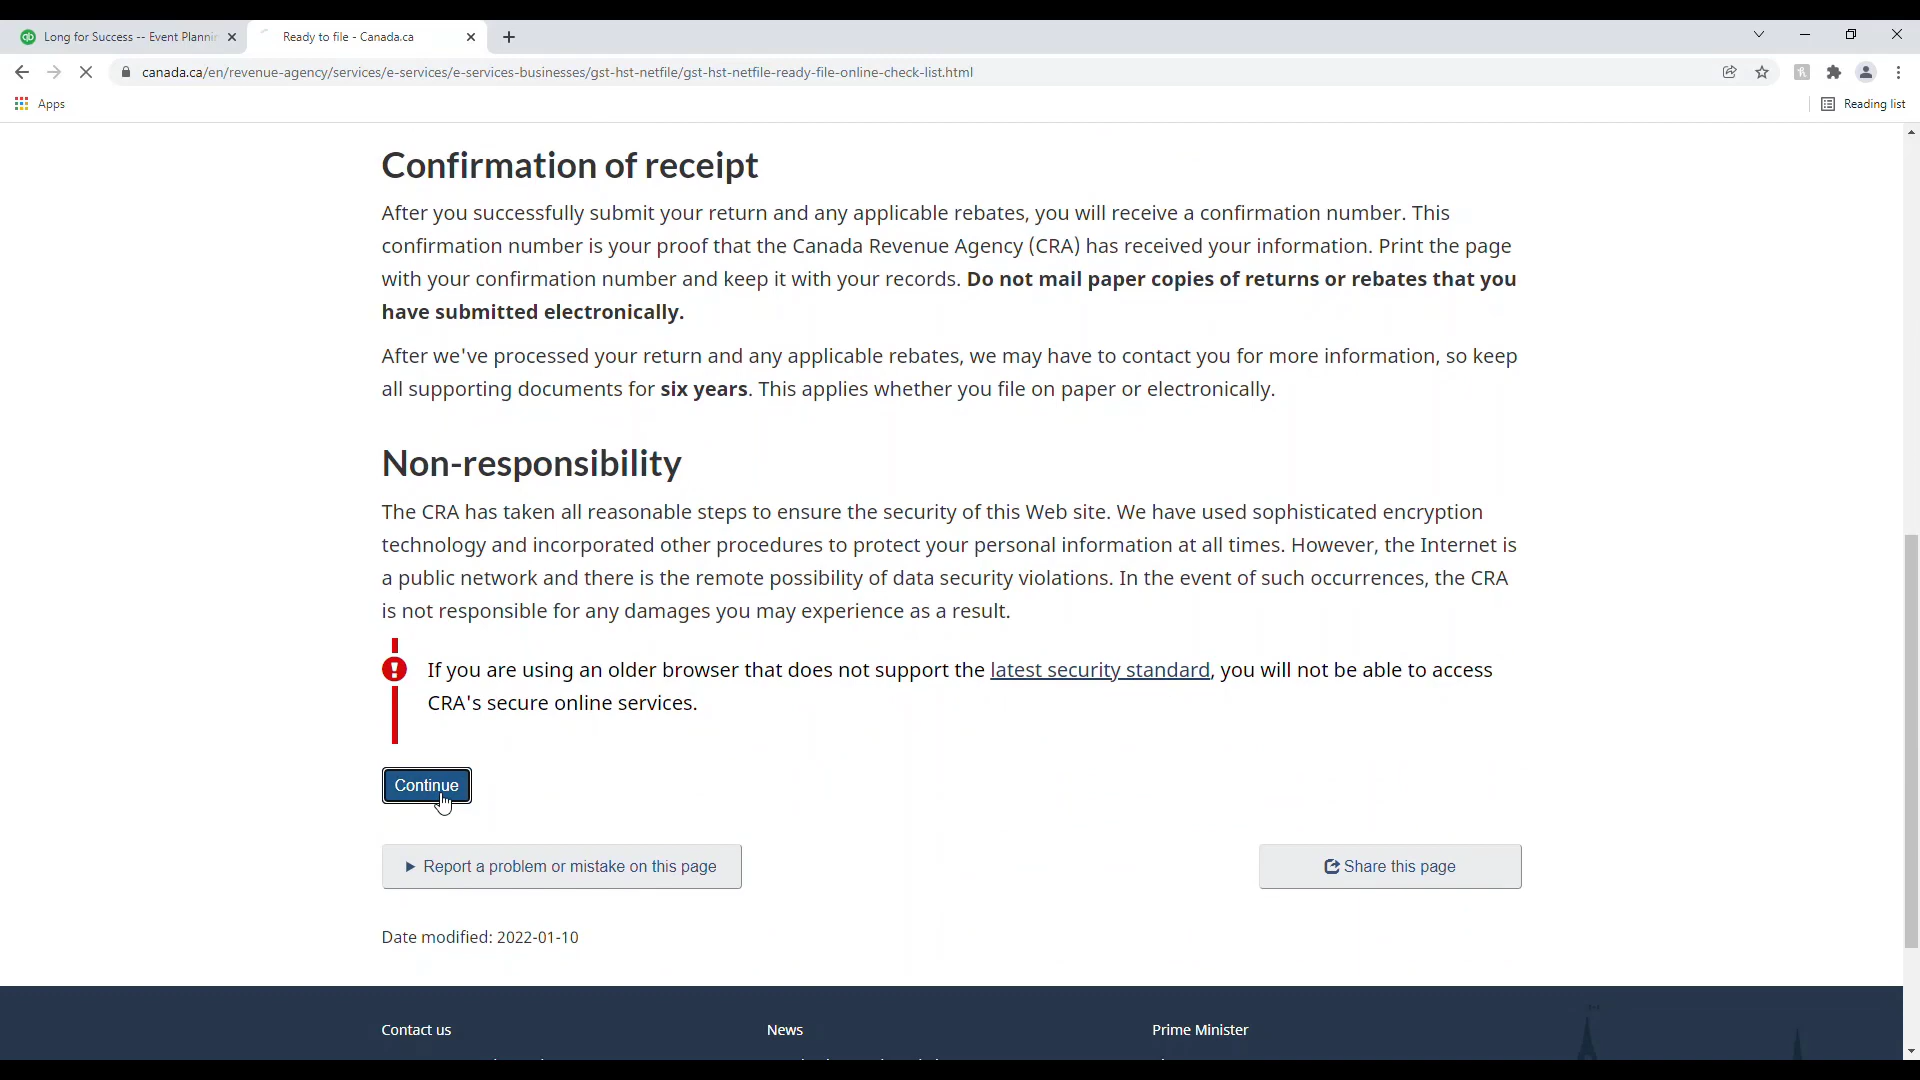 Long for Success -- Event Plannin
Ready to file - Canada.ca
canada.ca/en/revenue-agency/services/e-services/e-services-businesses/gst-hst-netfile/gst-hst-netfile-ready-file-online-check-list.html
Apps
Reading list
Confirmation of receipt
After you successfully submit your return and any applicable rebates, you will receive a confirmation number. This
confirmation number is your proof that the Canada Revenue Agency (CRA) has received your information. Print the page
with your confirmation number and keep it with your records. Do not mail paper copies of returns or rebates that you
have submitted electronically.
After we've processed your return and any applicable rebates, we may have to contact you for more information, so keep
all supporting documents for six years. This applies whether you file on paper or electronically.
Non-responsibility
The CRA has taken all reasonable steps to ensure the security of this Web site. We have used sophisticated encryption
technology and incorporated other procedures to protect your personal information at all times. However, the Internet is
a public network and there is the remote possibility of data security violations. In the event of such occurrences, the CRA
is not responsible for any damages you may experience as a result.
If you are using an older browser that does not support the latest security standard, you will not be able to access
CRA's secure online services.
Continue
Report a problem or mistake on this page
Share this page
Date modified: 2022-01-10
Contact us
News
Prime Minister